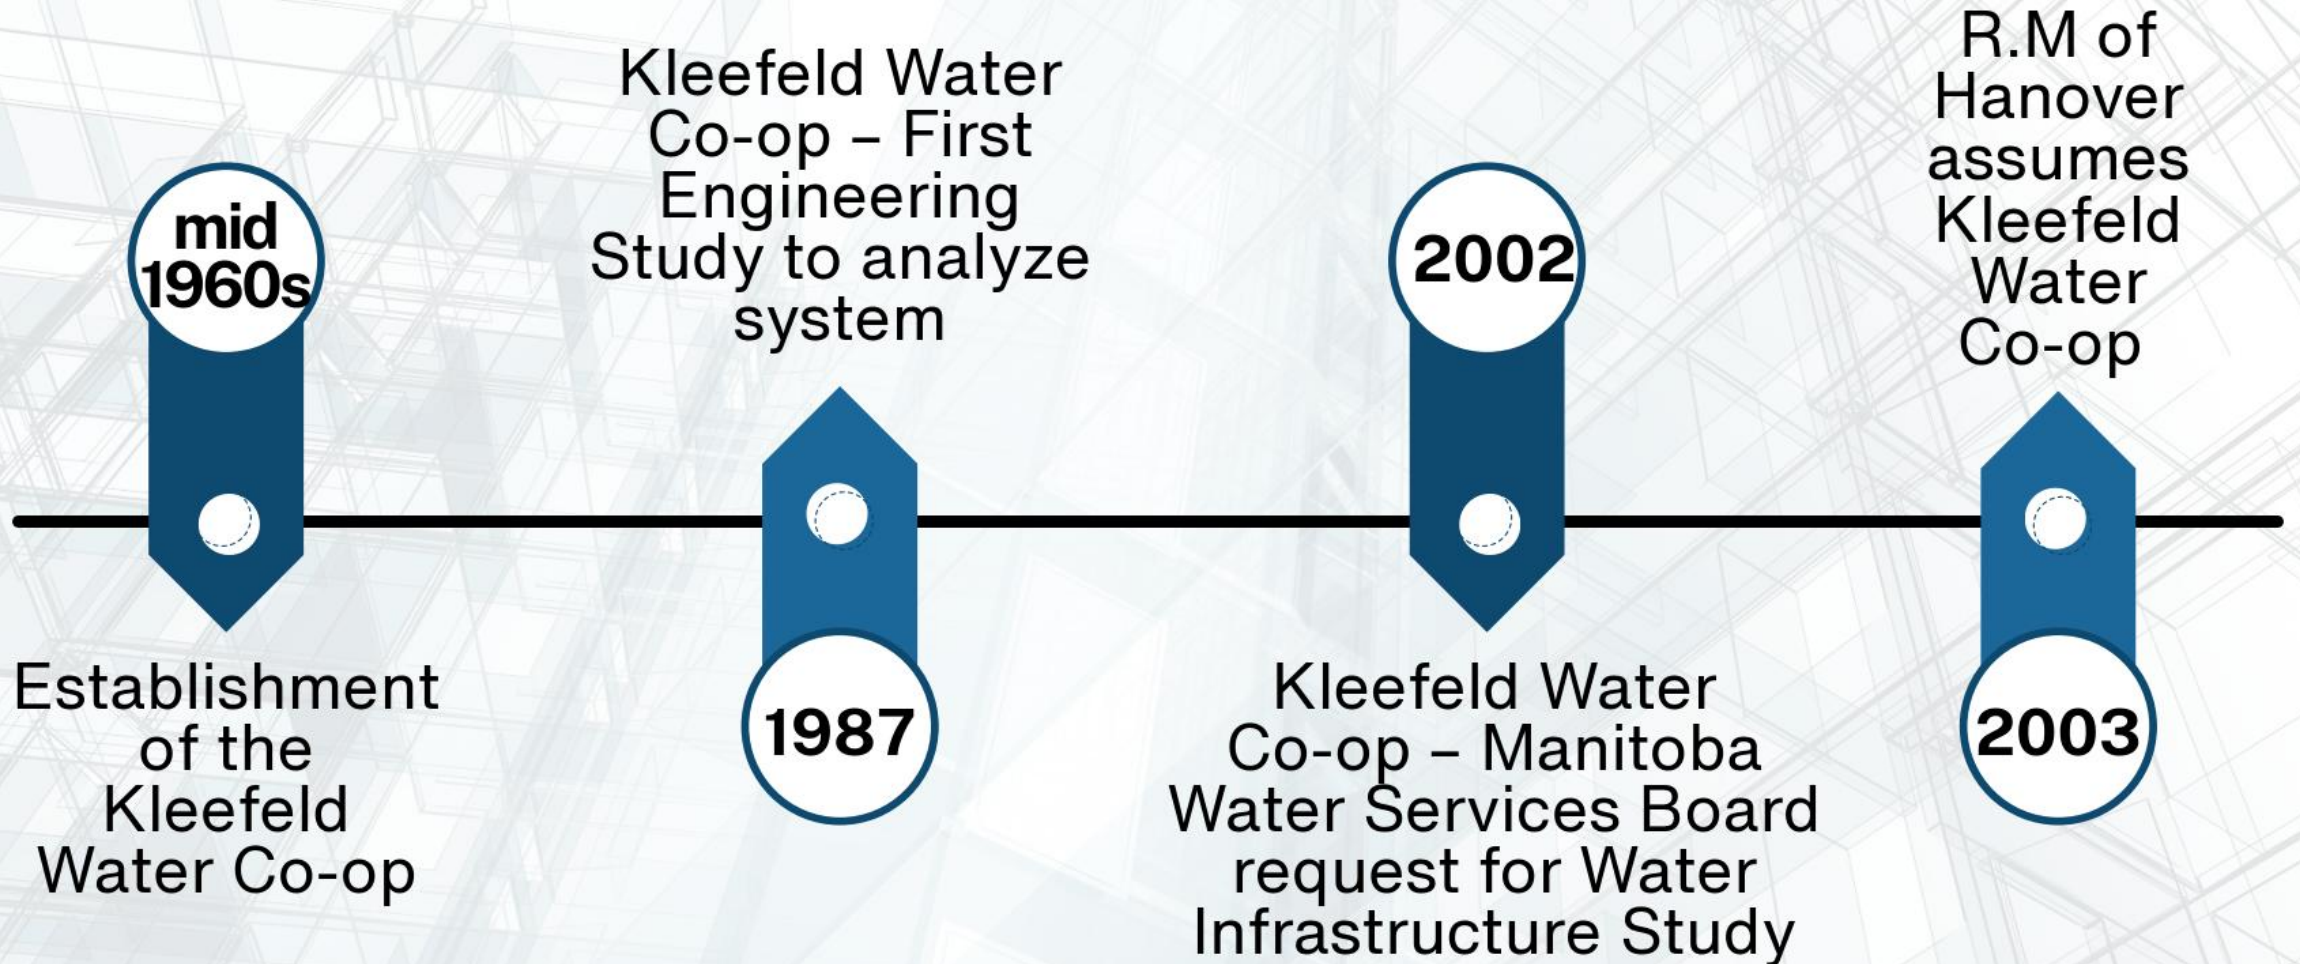 mid
1960s
Establishment
of the
Kleefeld
Water Co-op
Kleefeld Water
Co-op – First
Engineering
Study to analyze
system
1987
2002
Kleefeld Water
Co-op – Manitoba
Water Services Board
request for Water
Infrastructure Study
R.M of
Hanover
assumes
Kleefeld
Water
Co-op
2003